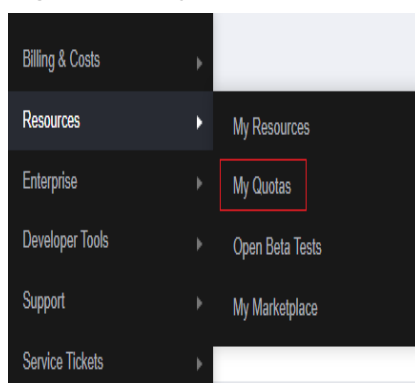 Billing & Costs
Resources
Enterprise
Developer Tools
Support
Service Tickets
My Resources
My Quotas
Open Beta Tests
My Marketplace